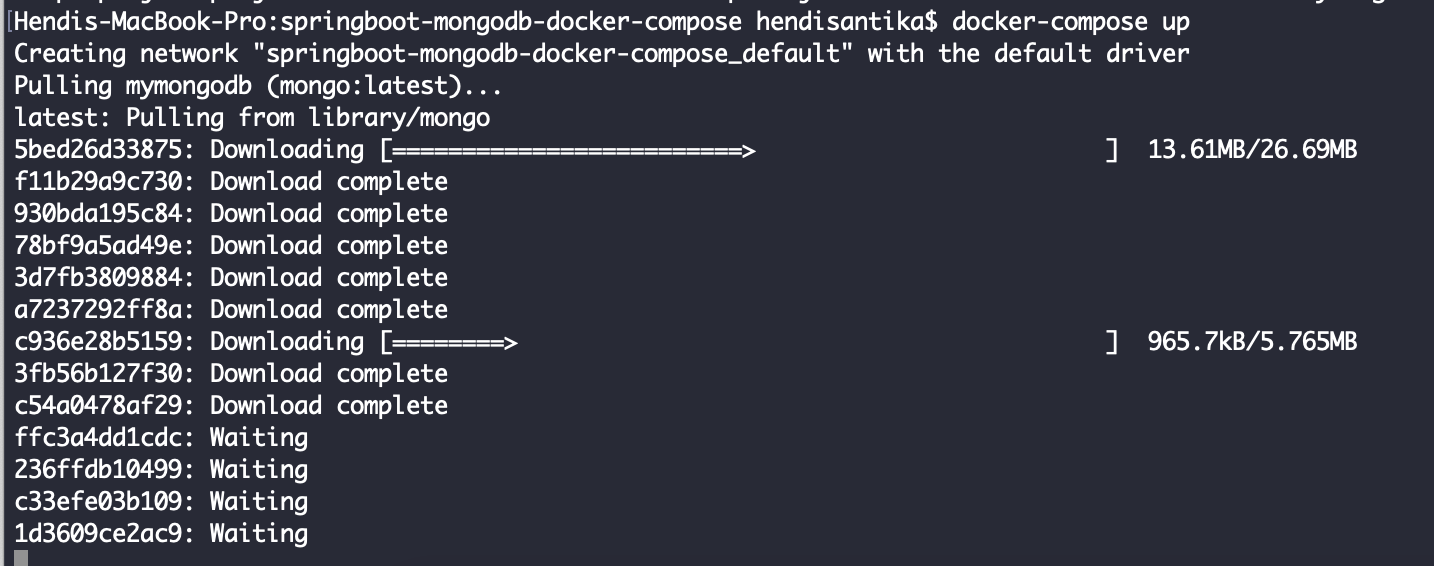 [Hendis-MacBook-Pro:springboot-mongodb-docker-compose hendisantika$ docker-compose up
Creating network "springboot-mongodb-docker-compose_default" with the default driver
Pulling mymongodb (mongo:latest)...
latest: Pulling from library/mongo
5bed26d33875: Downloading [=========================>                         ]  13.61MB/26.69MB
f11b29a9c730: Download complete
930bda195c84: Download complete
78bf9a5ad49e: Download complete
3d7fb3809884: Download complete
a7237292ff8a: Download complete
c936e28b5159: Downloading [========>                                          ]  965.7kB/5.765MB
3fb56b127f30: Download complete
c54a0478af29: Download complete
ffc3a4dd1cdc: Waiting
236ffdb10499: Waiting
c33efe03b109: Waiting
1d3609ce2ac9: Waiting